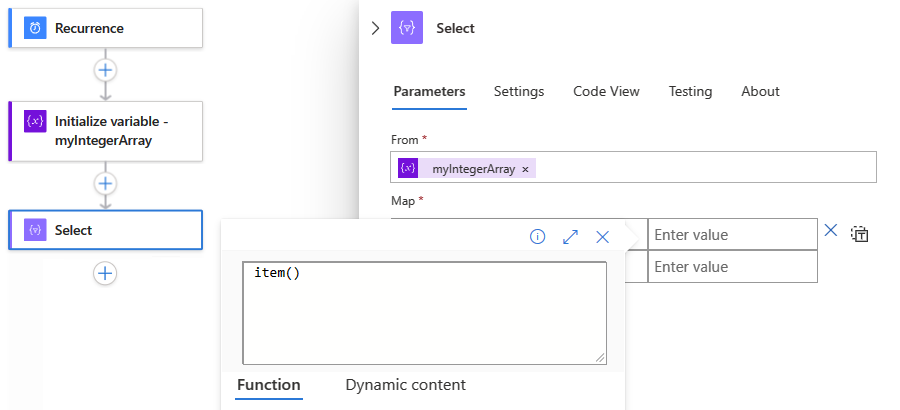 Recurrence
Initialize variable -
myIntegerArray
Select
Select
Parameters Settings Code View Testing About
From *
myIntegerArray ×
Map *
Enter value
Enter value
item()
Function Dynamic content